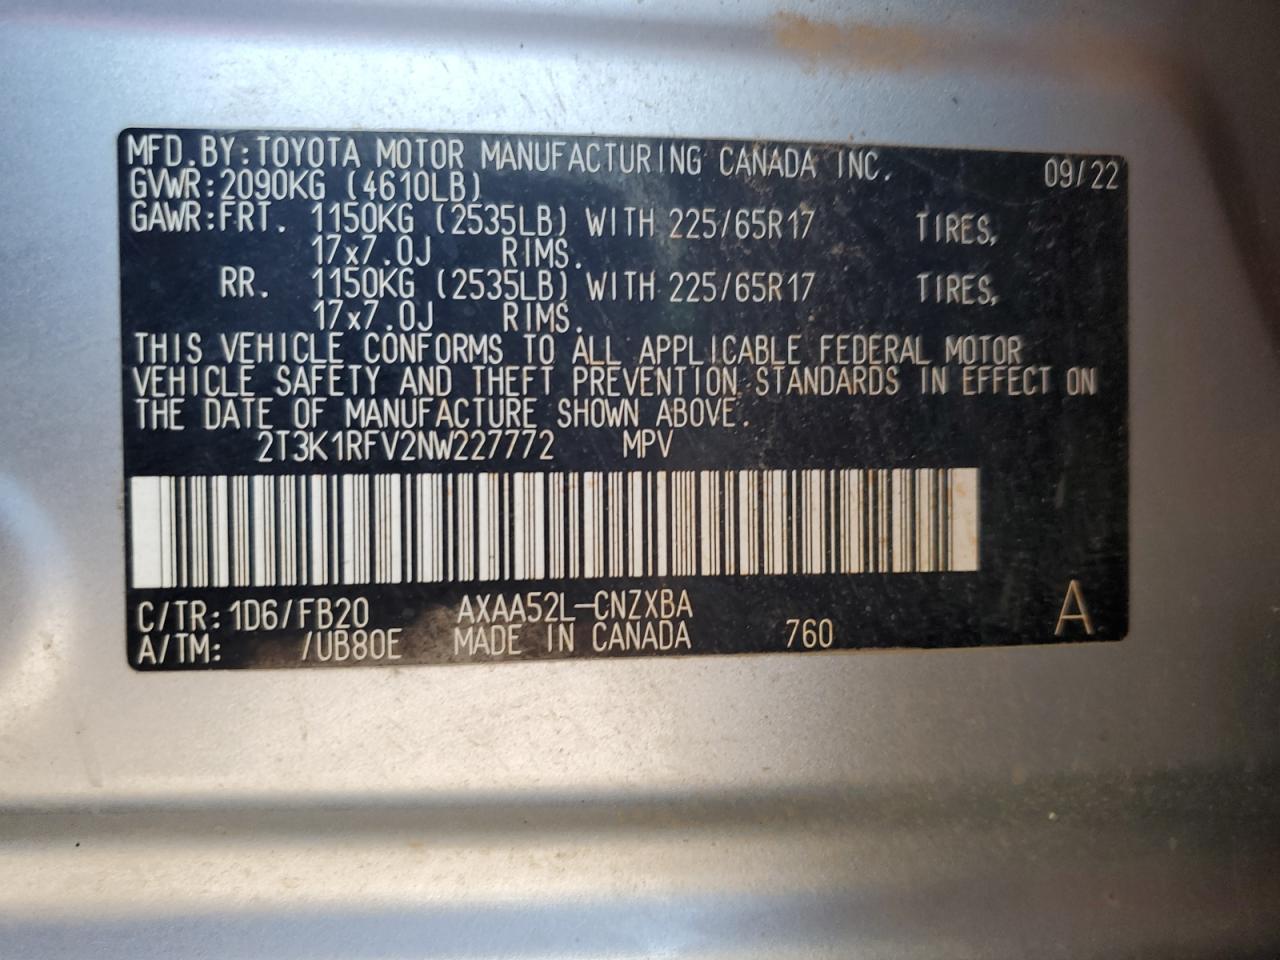 MFD.BY:TOYOTA MOTOR MANUFACTURING CANADA INC. 09/22
GVWR:2090KG (4610LB)
GAWR:FRT. 1150KG (2535LB) WITH 225/65R17 TIRES,
17x7.0J RIMS.
RR. 1150KG (2535LB) WITH 225/65R17 TIRES,
17x7.0J RIMS.
THIS VEHICLE CONFORMS TO ALL APPLICABLE FEDERAL MOTOR
VEHICLE SAFETY AND THEFT PREVENTION STANDARDS IN EFFECT ON
THE DATE OF MANUFACTURE SHOWN ABOVE.
2T3K1RFV2NW227772 MPV
C/TR:1D6/FB20 AXAA52L-CNZXBA A
A/TM: /UB80E MADE IN CANADA 760